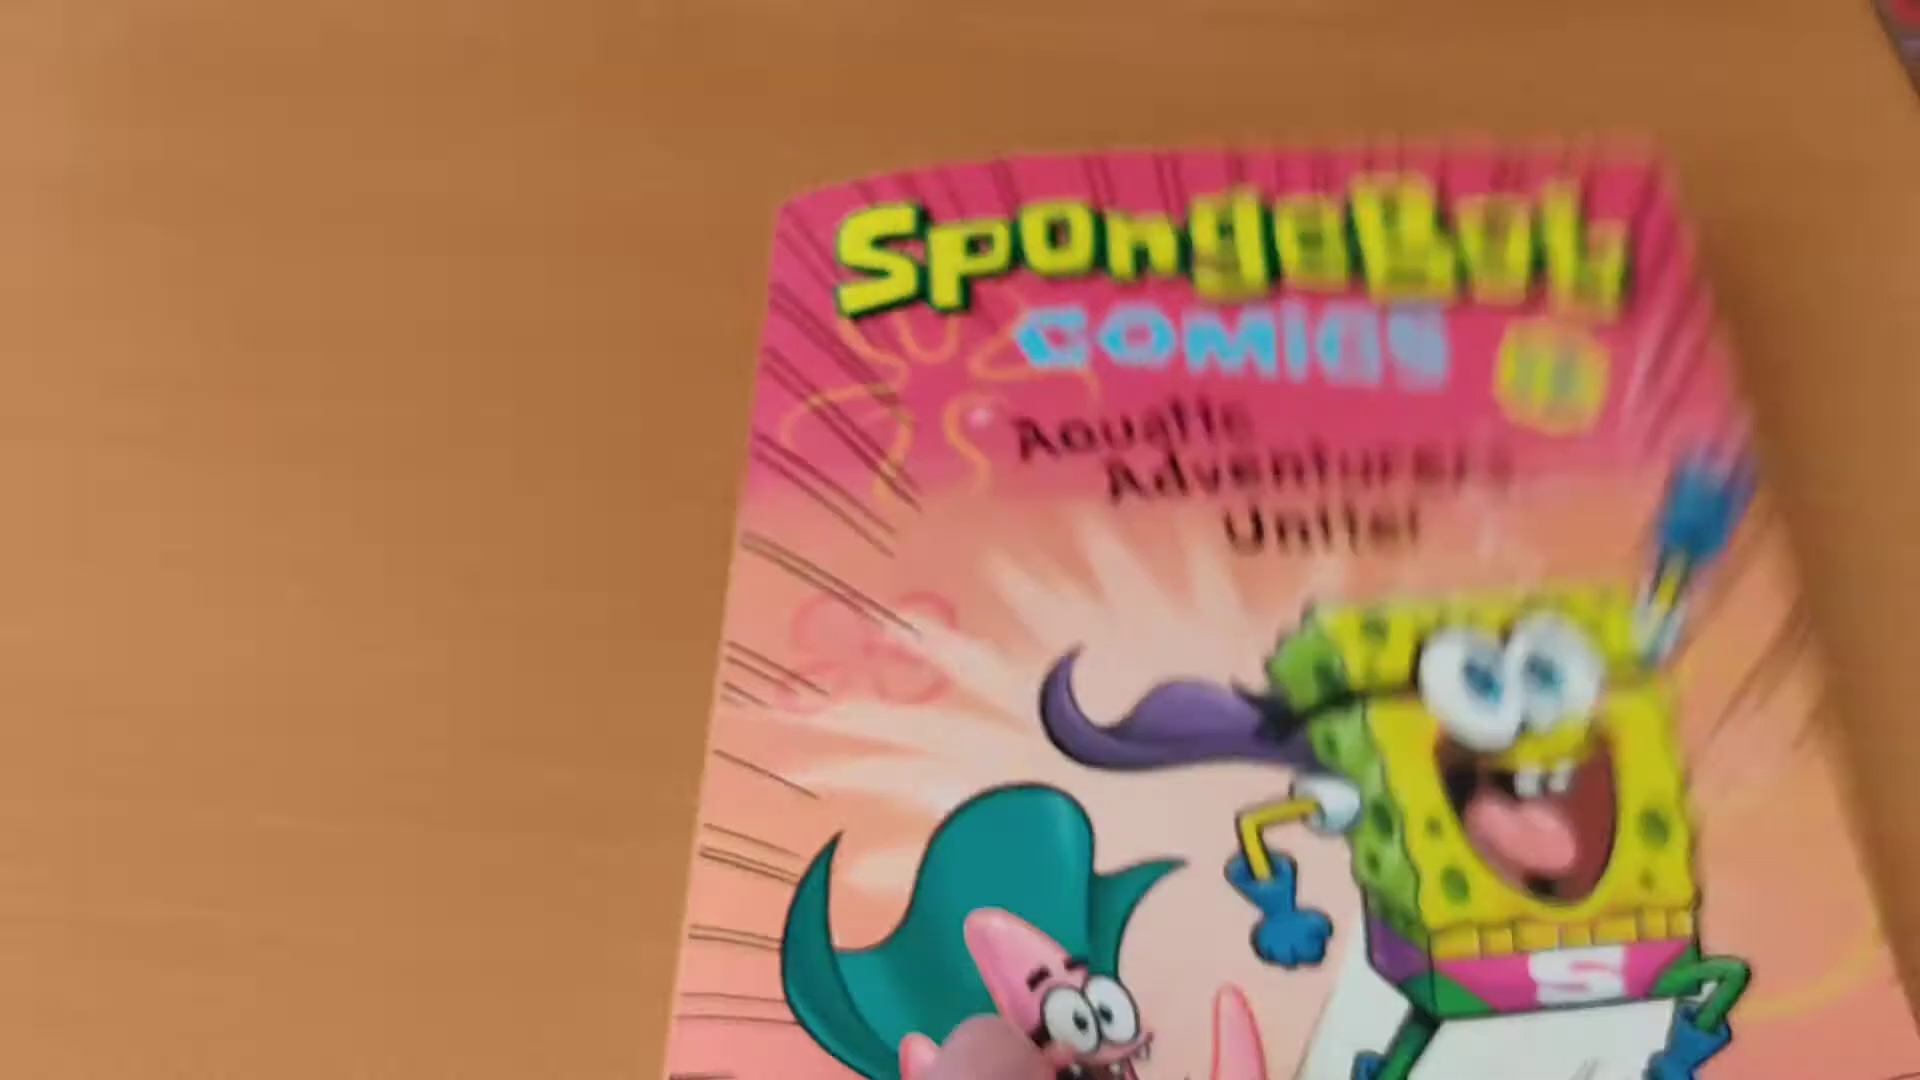 SpongeBob
COMICS
Aquatic
Adventurers
Unite!
S